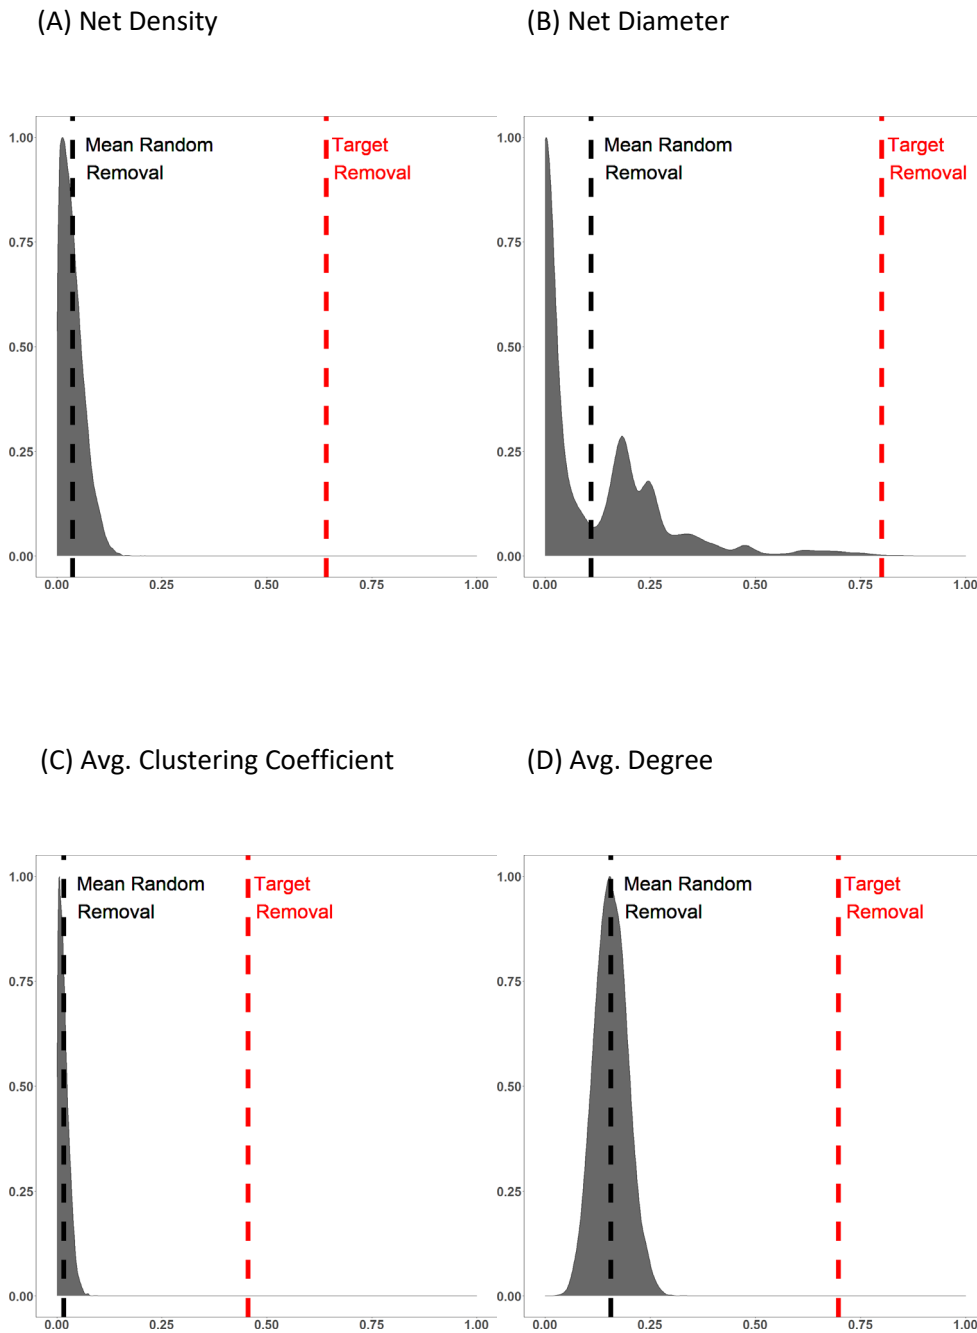 (A) Net Density
(B) Net Diameter
1.00
0.75
0.50
0.25
0.00
Mean Random
Removal
Target
Removal
0.00 0.25 0.50 0.75 1.00
1.00
0.75
0.50
0.25
0.00
Mean Random
Removal
Target
Removal
0.00 0.25 0.50 0.75 1.00
(C) Avg. Clustering Coefficient
(D) Avg. Degree
1.00
0.75
0.50
0.25
0.00
Mean Random
Removal
Target
Removal
0.00 0.25 0.50 0.75 1.00
1.00
0.75
0.50
0.25
0.00
Mean Random
Removal
Target
Removal
0.00 0.25 0.50 0.75 1.00